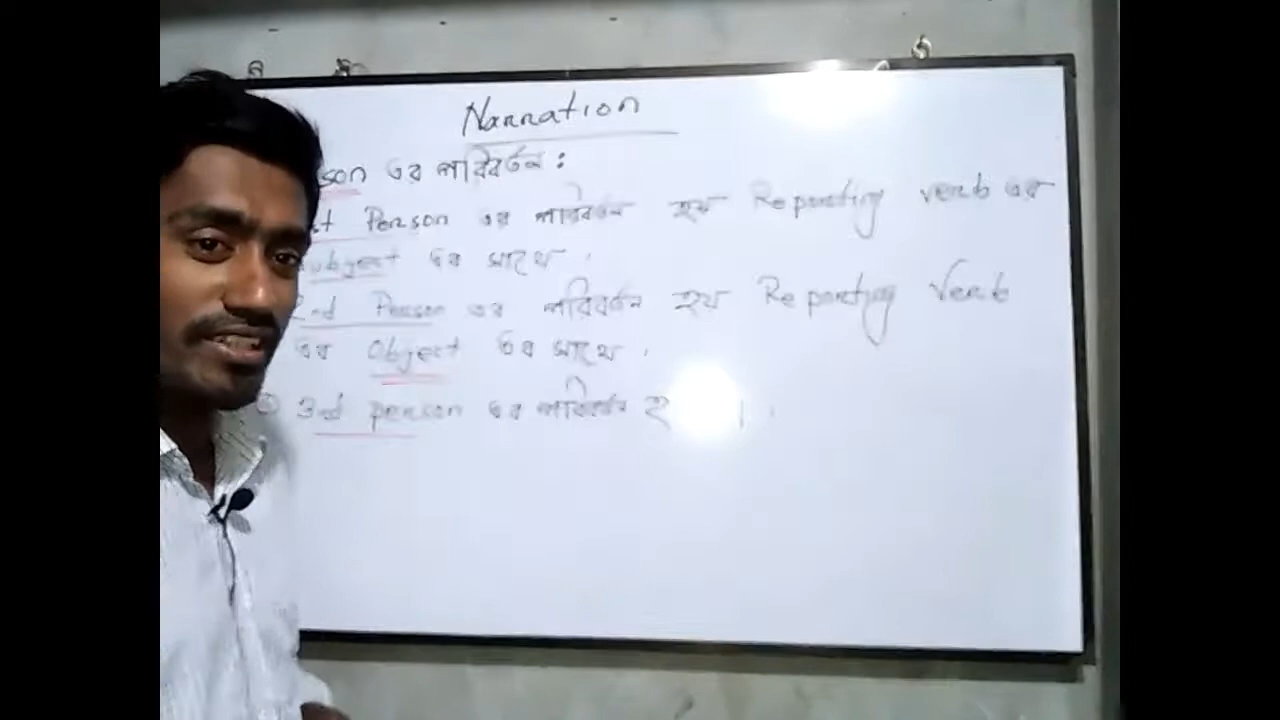 Narration
son এর পরিবর্তন :
st Person এর পরিবর্তন হয় Reporting verb এর
ubject এর সাথে ।
2nd Person এর পরিবর্তন হয় Reporting Verb
এর Object এর সাথে ।
3rd person এর পরিবর্তন হ